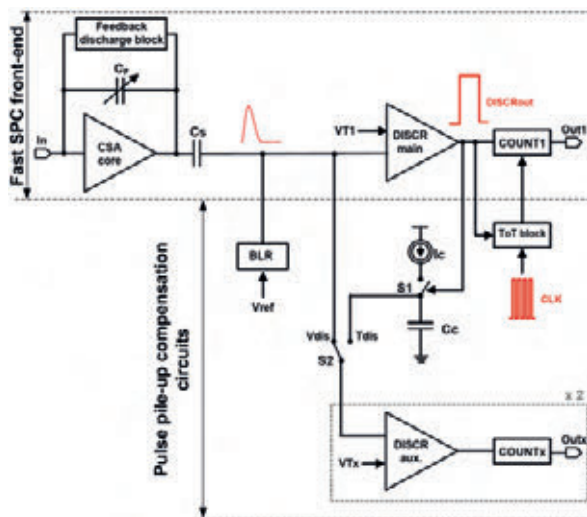 Fast SPC front-end
Feedback
discharge block
CF
In
CSA
core
Cs
VT1
DISCR
main
DISCRout
COUNT1
Out1
ToT block
CLK
BLR
Vref
Ic
S1
Cc
Vdis
Tdis
S2
Pulse pile-up compensation
circuits
x 2
DISCR
aux.
VTx
COUNTx
Outx